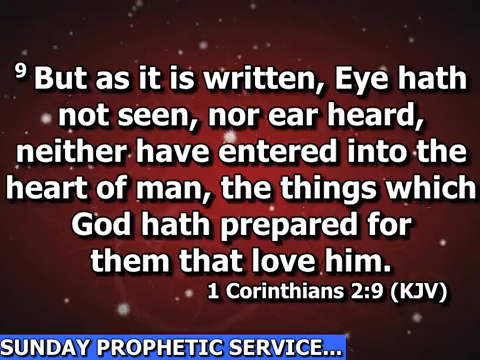 9 But as it is written, Eye hath
not seen, nor ear heard,
neither have entered into the
heart of man, the things which
God hath prepared for
them that love him.
1 Corinthians 2:9 (KJV)
SUNDAY PROPHETIC SERVICE...